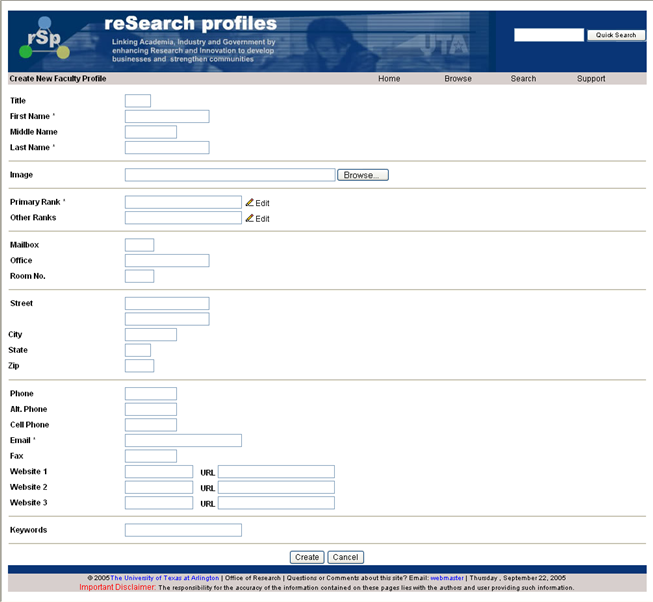 rSp
reSearch profiles
Linking Academia, Industry and Government by
enhancing Research and Innovation to develop
businesses and strengthen communities
UTA
Quick Search
Create New Faculty Profile Home Browse Search Support
Title
First Name *
Middle Name
Last Name *
Image Browse...
Primary Rank * Edit
Other Ranks Edit
Mailbox
Office
Room No.
Street
City
State
Zip
Phone
Alt. Phone
Cell Phone
Email *
Fax
Website 1 URL
Website 2 URL
Website 3 URL
Keywords
Create Cancel
© 2005 The University of Texas at Arlington | Office of Research | Questions or Comments about this site? Email: webmaster | Thursday , September 22, 2005
Important Disclaimer: The responsibility for the accuracy of the information contained on these pages lies with the authors and user providing such information.